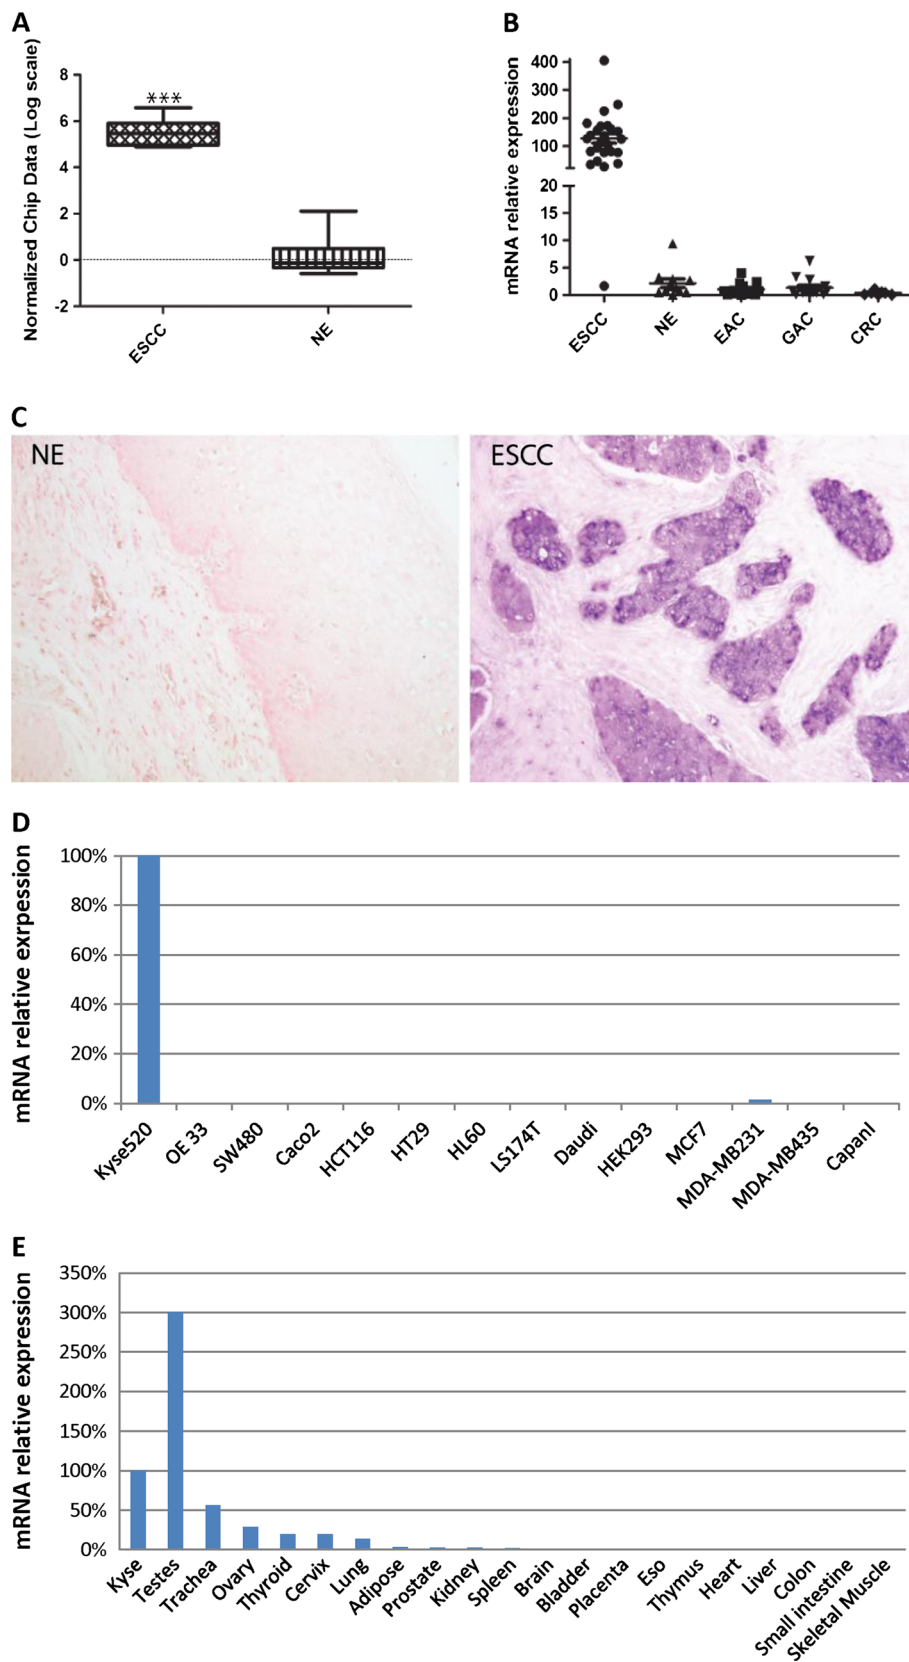 A
Normalized Chip Data (Log scale)
8
6
4
2
0
-2
***
ESCC
NE
B
mRNA relative expression
400
300
200
100
20
15
10
5
0
ESCC
NE
EAC
GAC
CRC
C
NE
ESCC
D
mRNA relative exrpession
100%
80%
60%
40%
20%
0%
Kyse520
OE 33
SW480
Caco2
HCT116
HT29
HL60
LS174T
Daudi
HEK293
MCF7
MDA-MB231
MDA-MB435
CapanI
E
mRNA relative expression
350%
300%
250%
200%
150%
100%
50%
0%
Kyse
Testes
Trachea
Ovary
Thyroid
Cervix
Lung
Adipose
Prostate
Kidney
Spleen
Brain
Bladder
Placenta
Eso
Thymus
Heart
Liver
Colon
Small intestine
Skeletal Muscle